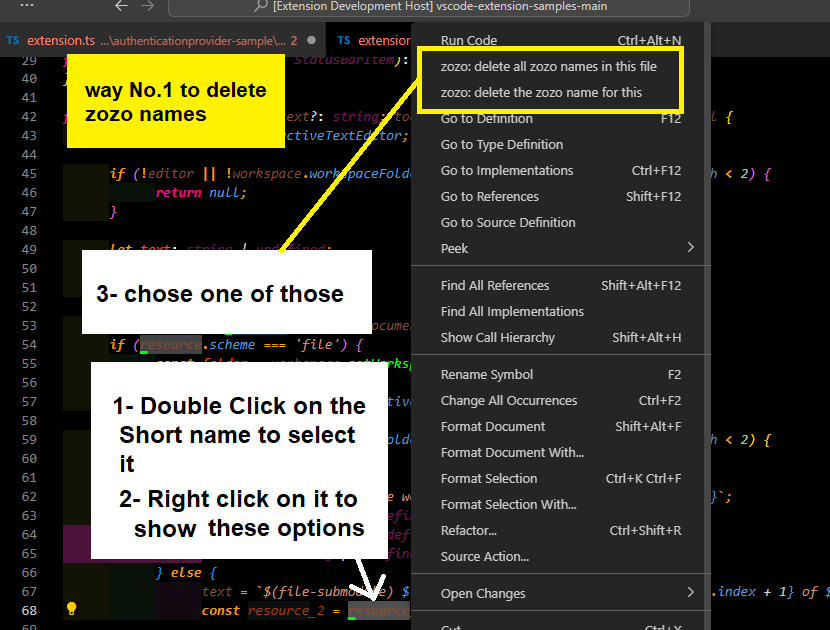 [Extension Development Host] vscode-extension-samples-main
TS extension.ts ...\authenticationprovider-sample\... 2 ● TS extension
way No.1 to delete
zozo names
Run Code Ctrl+Alt+N
zozo: delete all zozo names in this file
zozo: delete the zozo name for this
Go to Definition F12
Go to Type Definition
Go to Implementations Ctrl+F12
Go to References Shift+F12
Go to Source Definition
Peek
Find All References Shift+Alt+F12
Find All Implementations
Show Call Hierarchy Shift+Alt+H
Rename Symbol F2
Change All Occurrences Ctrl+F2
Format Document Shift+Alt+F
Format Document With...
Format Selection Ctrl+K Ctrl+F
Format Selection With...
Refactor... Ctrl+Shift+R
Source Action...
Open Changes
Cut Ctrl+X
3- chose one of those
1- Double Click on the
Short name to select
it
2- Right click on it to
show these options
29 StatusBarItem):
40
41
42 ext?: string; {
43 ctiveTextEditor;
44
45 if (!editor || !workspace.workspaceFolde h < 2) {
46 return null;
47 }
48
49 let text: string | undefined;
50
51
52
53 ocumen
54 if (resource.scheme === 'file') {
55 const folder = workspace.getWorksp
56
57 tive
58
59 olde h < 2) {
60
61
62 e wo }`;
63 efin
64 def
65 fine
66 } else {
67 text = `$(file-submodule) $ .index + 1} of $
68 const resource_2 = resource
69